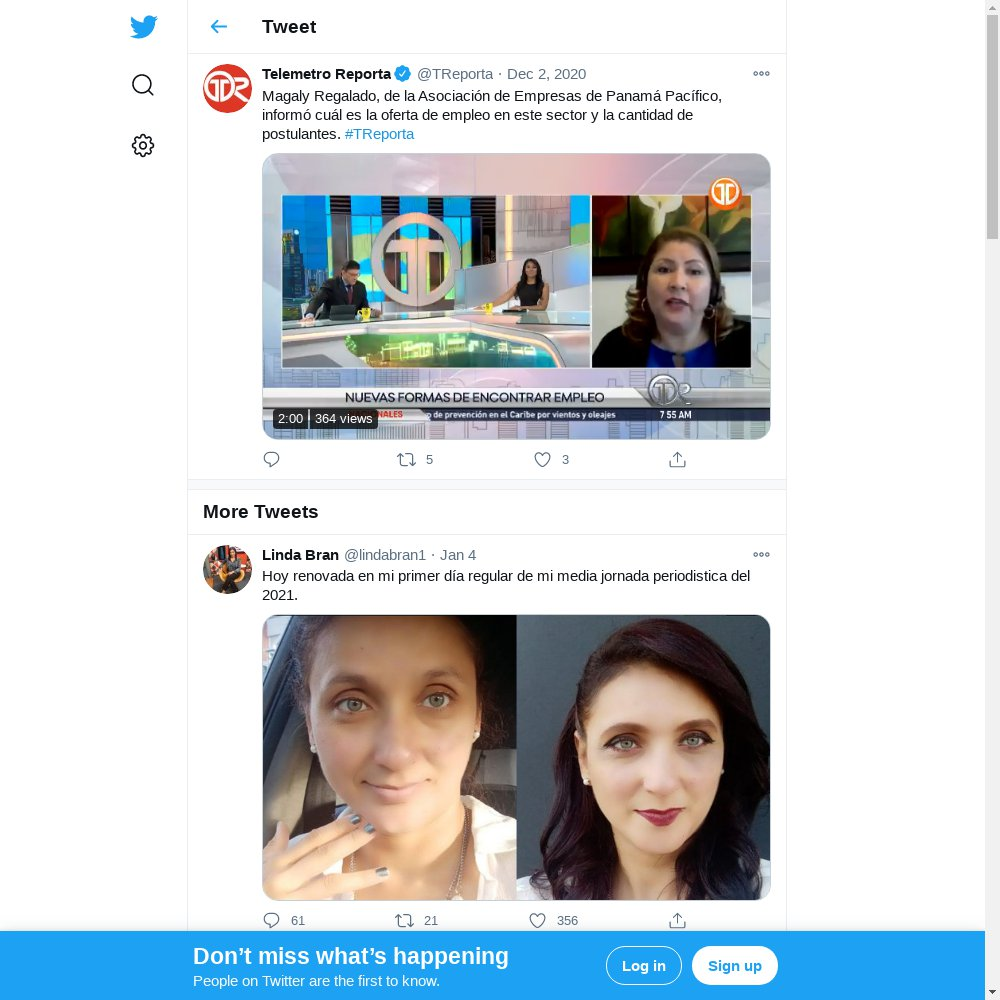 Tweet
Telemetro Reporta @TReporta · Dec 2, 2020
Magaly Regalado, de la Asociación de Empresas de Panamá Pacífico,
informó cuál es la oferta de empleo en este sector y la cantidad de
postulantes. #TReporta
NUEVAS FORMAS DE ENCONTRAR EMPLEO
de prevención en el Caribe por vientos y oleajes
7 55 AM
2:00
364 views
5
3
More Tweets
Linda Bran @lindabran1 · Jan 4
Hoy renovada en mi primer día regular de mi media jornada periodistica del
2021.
61
21
356
Don’t miss what’s happening
People on Twitter are the first to know.
Log in
Sign up